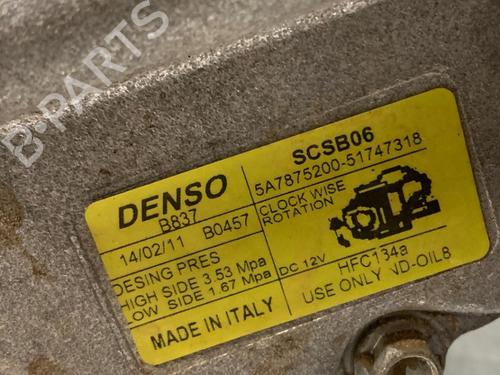 B-PARTS
DENSO
B837
14/02/11 B0457
DESING PRES
HIGH SIDE 3.53 Mpa
LOW SIDE 1.67 Mpa
MADE IN ITALY
SCSB06
5A7875200-51747318
CLOCK WISE
ROTATION
DC 12V
HFC134a
USE ONLY ND-OIL8